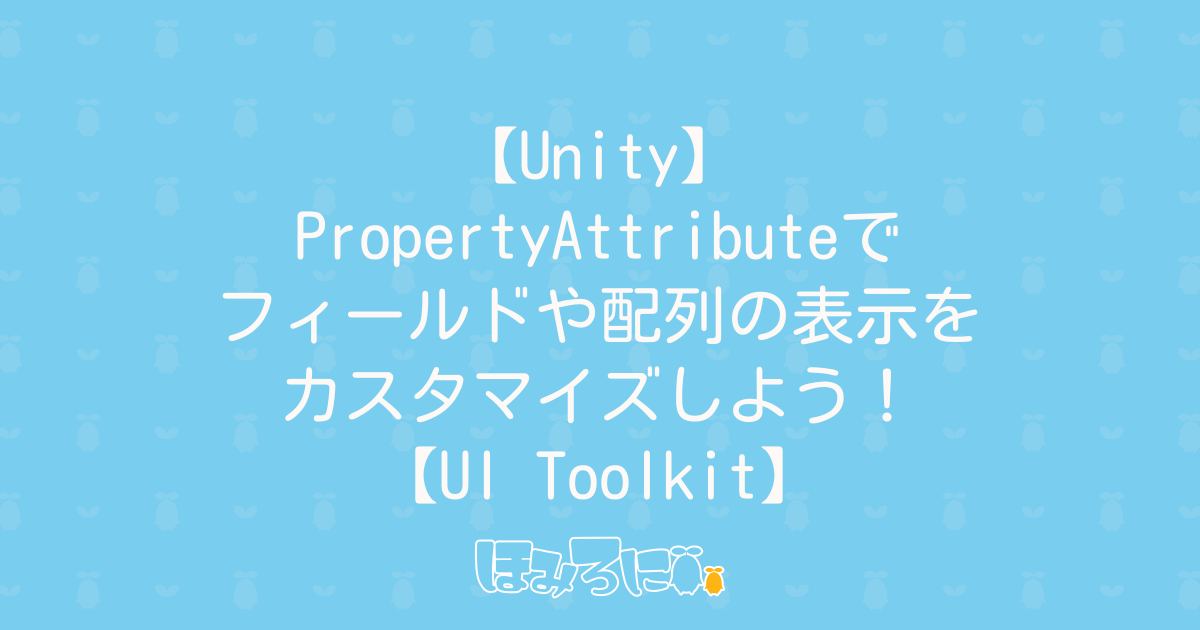 【Unity】
PropertyAttributeで
フィールドや配列の表示を
カスタマイズしよう！
【UI Toolkit】
ほみろに